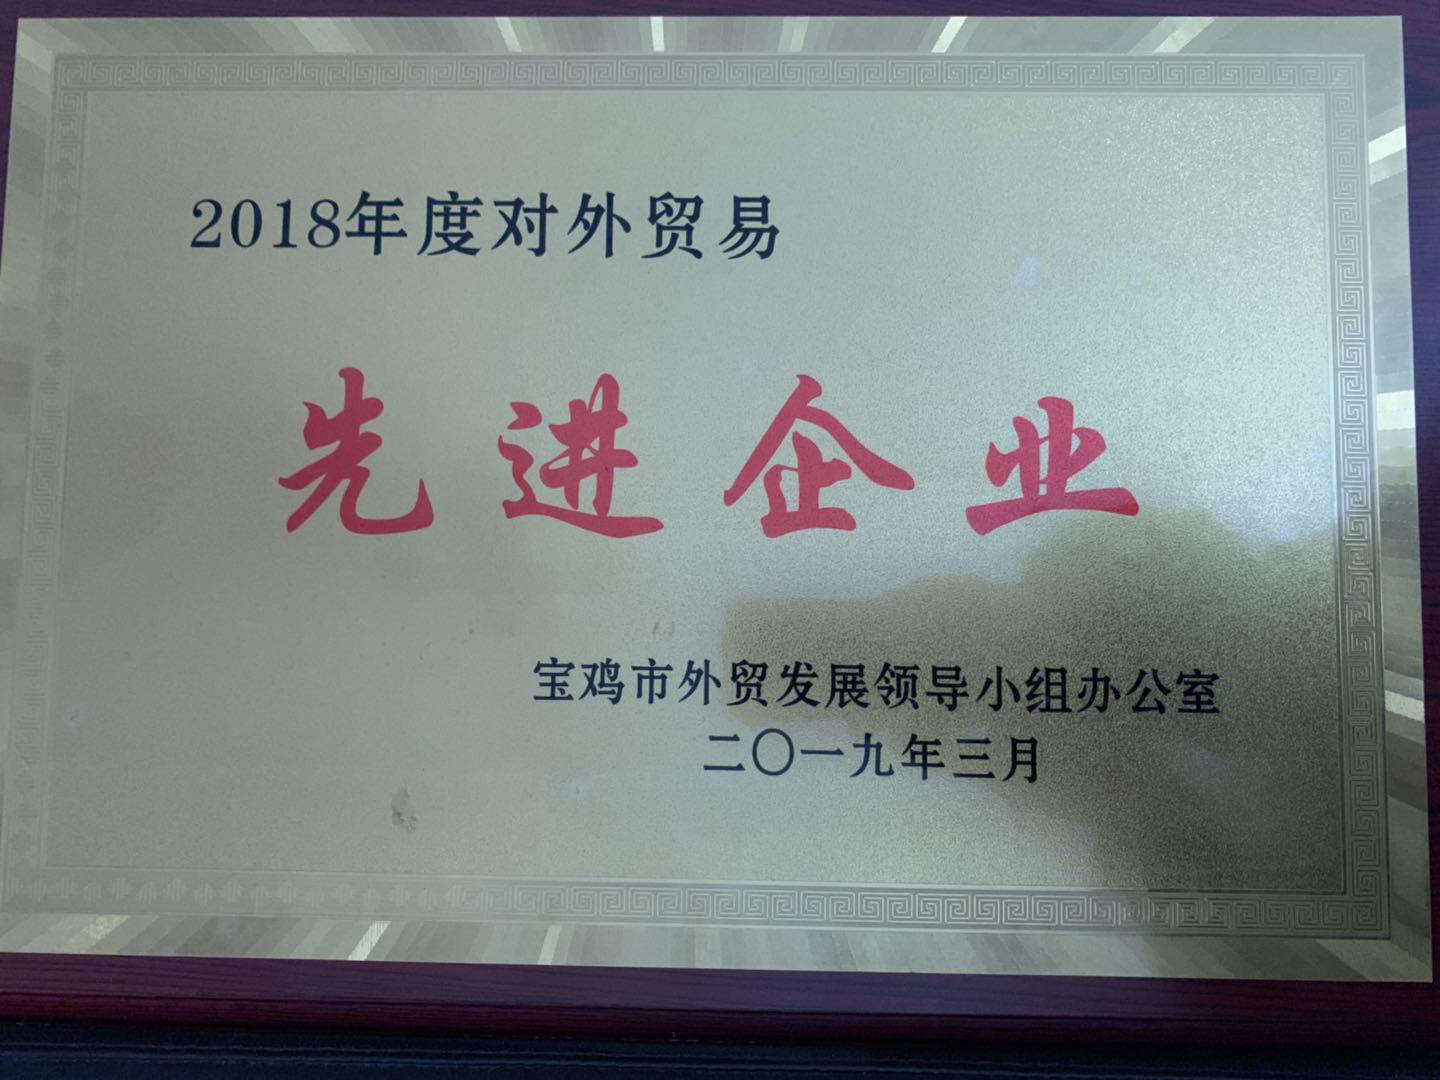 2018年度对外贸易
先进企业
宝鸡市外贸发展领导小组办公室
二〇一九年三月